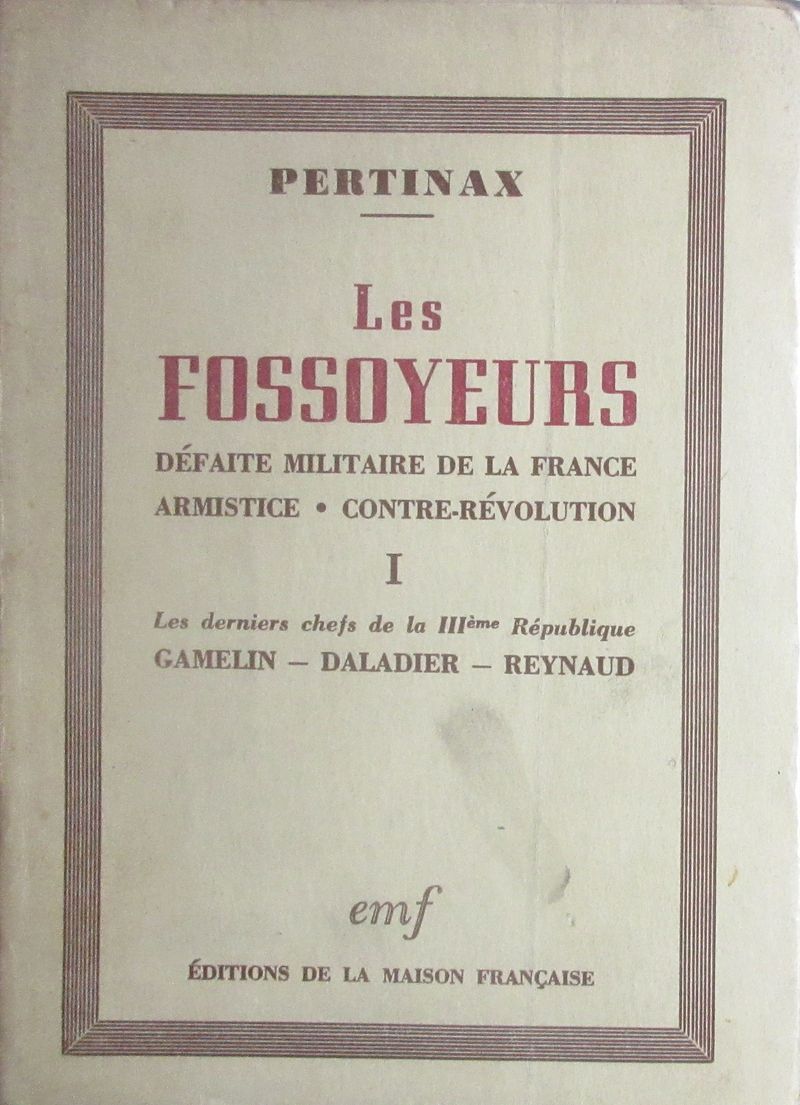 PERTINAX
Les
FOSSOYEURS
DÉFAITE MILITAIRE DE LA FRANCE
ARMISTICE • CONTRE-RÉVOLUTION
I
Les derniers chefs de la IIIème République
GAMELIN — DALADIER — REYNAUD
emf
ÉDITIONS DE LA MAISON FRANÇAISE